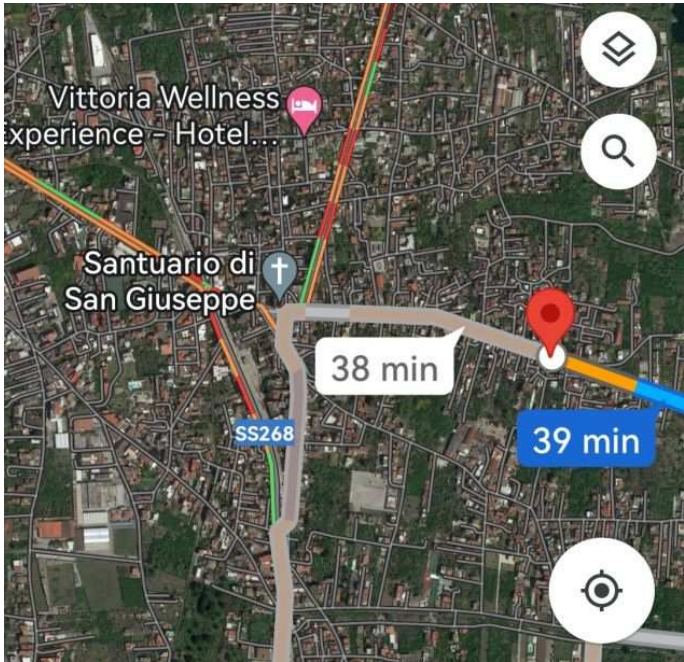 Vittoria Wellness
Experience - Hotel...
Santuario di
San Giuseppe
38 min
SS268
39 min